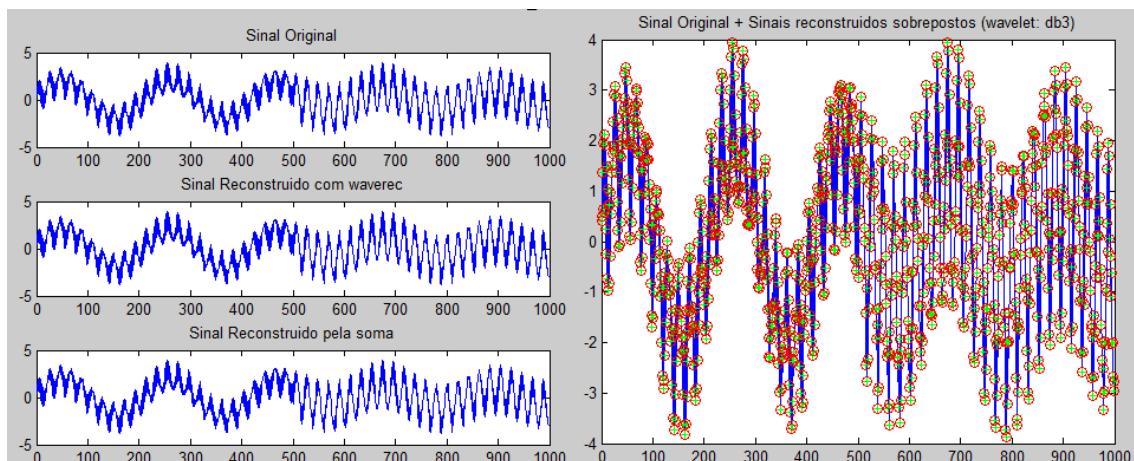 Sinal Original
5
0
-5
0 100 200 300 400 500 600 700 800 900 1000
Sinal Reconstruido com waverec
5
0
-5
0 100 200 300 400 500 600 700 800 900 1000
Sinal Reconstruido pela soma
5
0
-5
0 100 200 300 400 500 600 700 800 900 1000
Sinal Original + Sinais reconstruidos sobrepostos (wavelet: db3)
4
3
2
1
0
-1
-2
-3
-4
0 100 200 300 400 500 600 700 800 900 1000